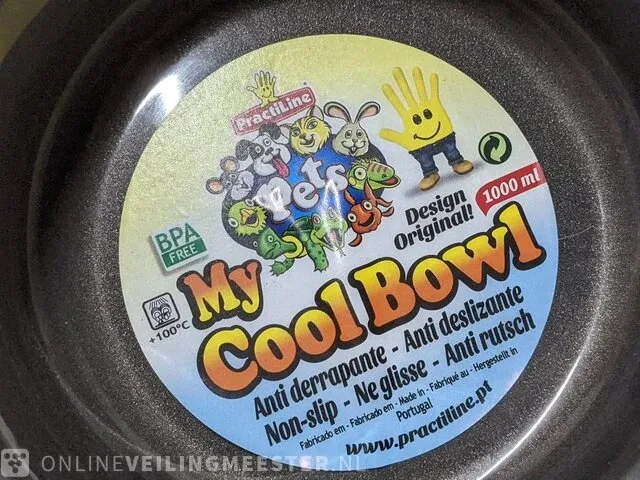 PractiLine
Pets
Design
Original!
1000 ml
BPA
FREE
+100°C
My
Cool Bowl
Anti derrapante - Anti deslizante
Non-slip - Ne glisse - Anti rutsch
Fabricado em - Fabricado en - Made in - Fabriqué au - Hergestellt in
Portugal
www.practiline.pt
ONLINEVEILINGMEESTER.NL